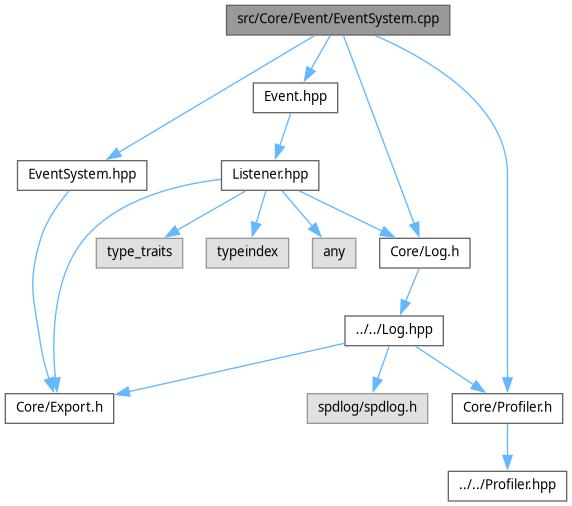 src/Core/Event/EventSystem.cpp
Event.hpp
EventSystem.hpp
Listener.hpp
type_traits
typeindex
any
Core/Log.h
../../Log.hpp
Core/Export.h
spdlog/spdlog.h
Core/Profiler.h
../../Profiler.hpp